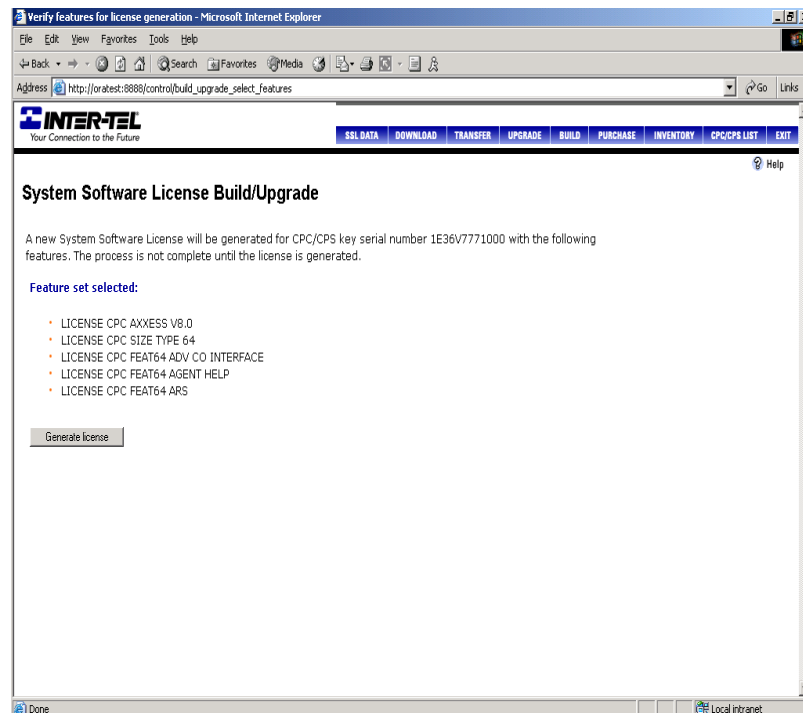 Verify features for license generation - Microsoft Internet Explorer
File Edit View Favorites Tools Help
Back Search Favorites Media
Address http://oratest:8888/control/build_upgrade_select_features Go Links
INTER-TEL
Your Connection to the Future
SSL DATA DOWNLOAD TRANSFER UPGRADE BUILD PURCHASE INVENTORY CPC/CPS LIST EXIT
Help
System Software License Build/Upgrade
A new System Software License will be generated for CPC/CPS key serial number 1E36V7771000 with the following
features. The process is not complete until the license is generated.
Feature set selected:
LICENSE CPC AXXESS V8.0
LICENSE CPC SIZE TYPE 64
LICENSE CPC FEAT64 ADV CO INTERFACE
LICENSE CPC FEAT64 AGENT HELP
LICENSE CPC FEAT64 ARS
Generate license
Done Local intranet